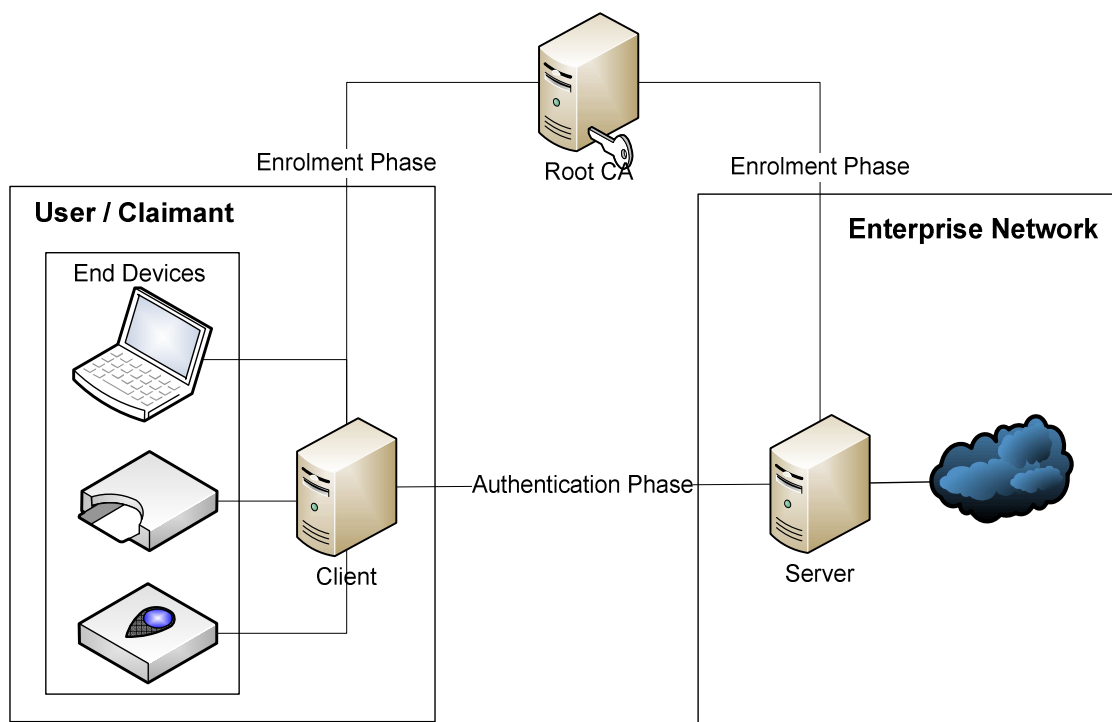 Root CA
Enrolment Phase
Enrolment Phase
User / Claimant
Enterprise Network
End Devices
Authentication Phase
Client
Server